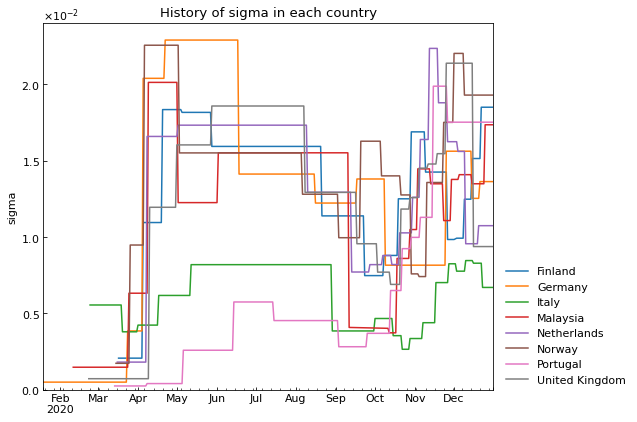 History of sigma in each country
×10⁻²
2.0
1.5
1.0
0.5
0.0
sigma
Feb Mar Apr May Jun Jul Aug Sep Oct Nov Dec
2020
Finland
Germany
Italy
Malaysia
Netherlands
Norway
Portugal
United Kingdom